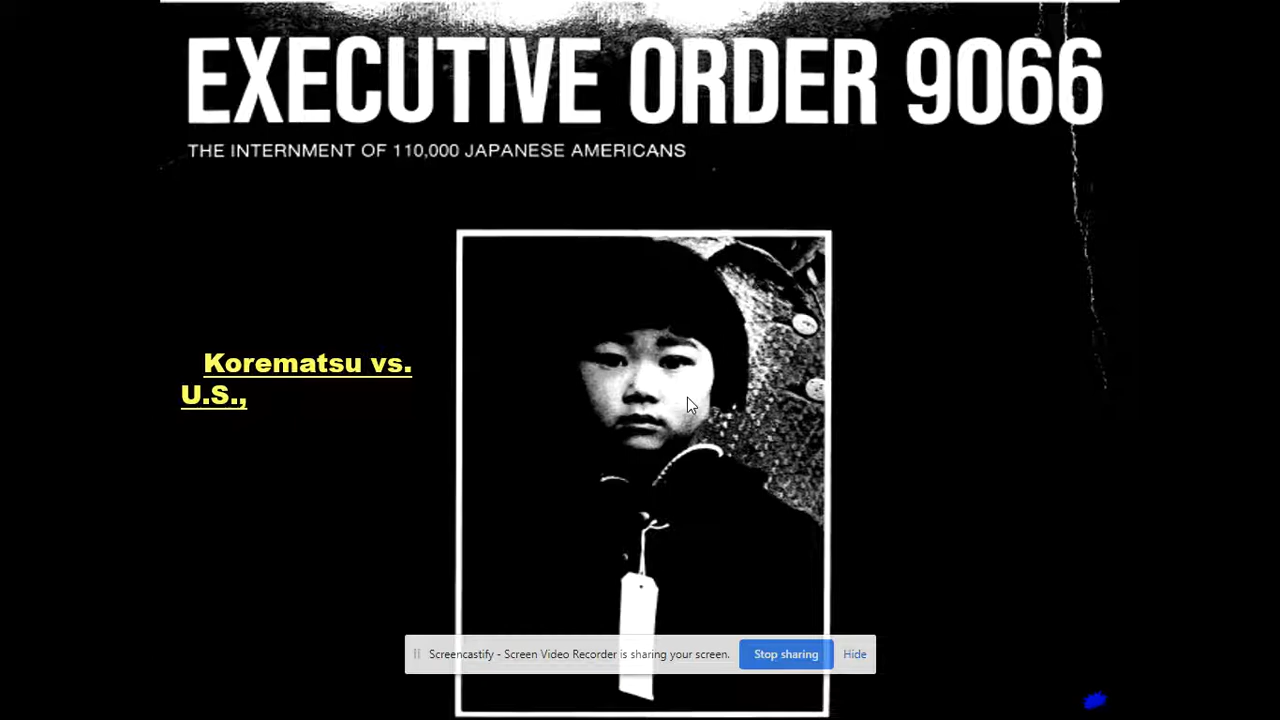 EXECUTIVE ORDER 9066
THE INTERNMENT OF 110,000 JAPANESE AMERICANS
Korematsu vs.
U.S.,
Screencastify - Screen Video Recorder is sharing your screen. Stop sharing Hide